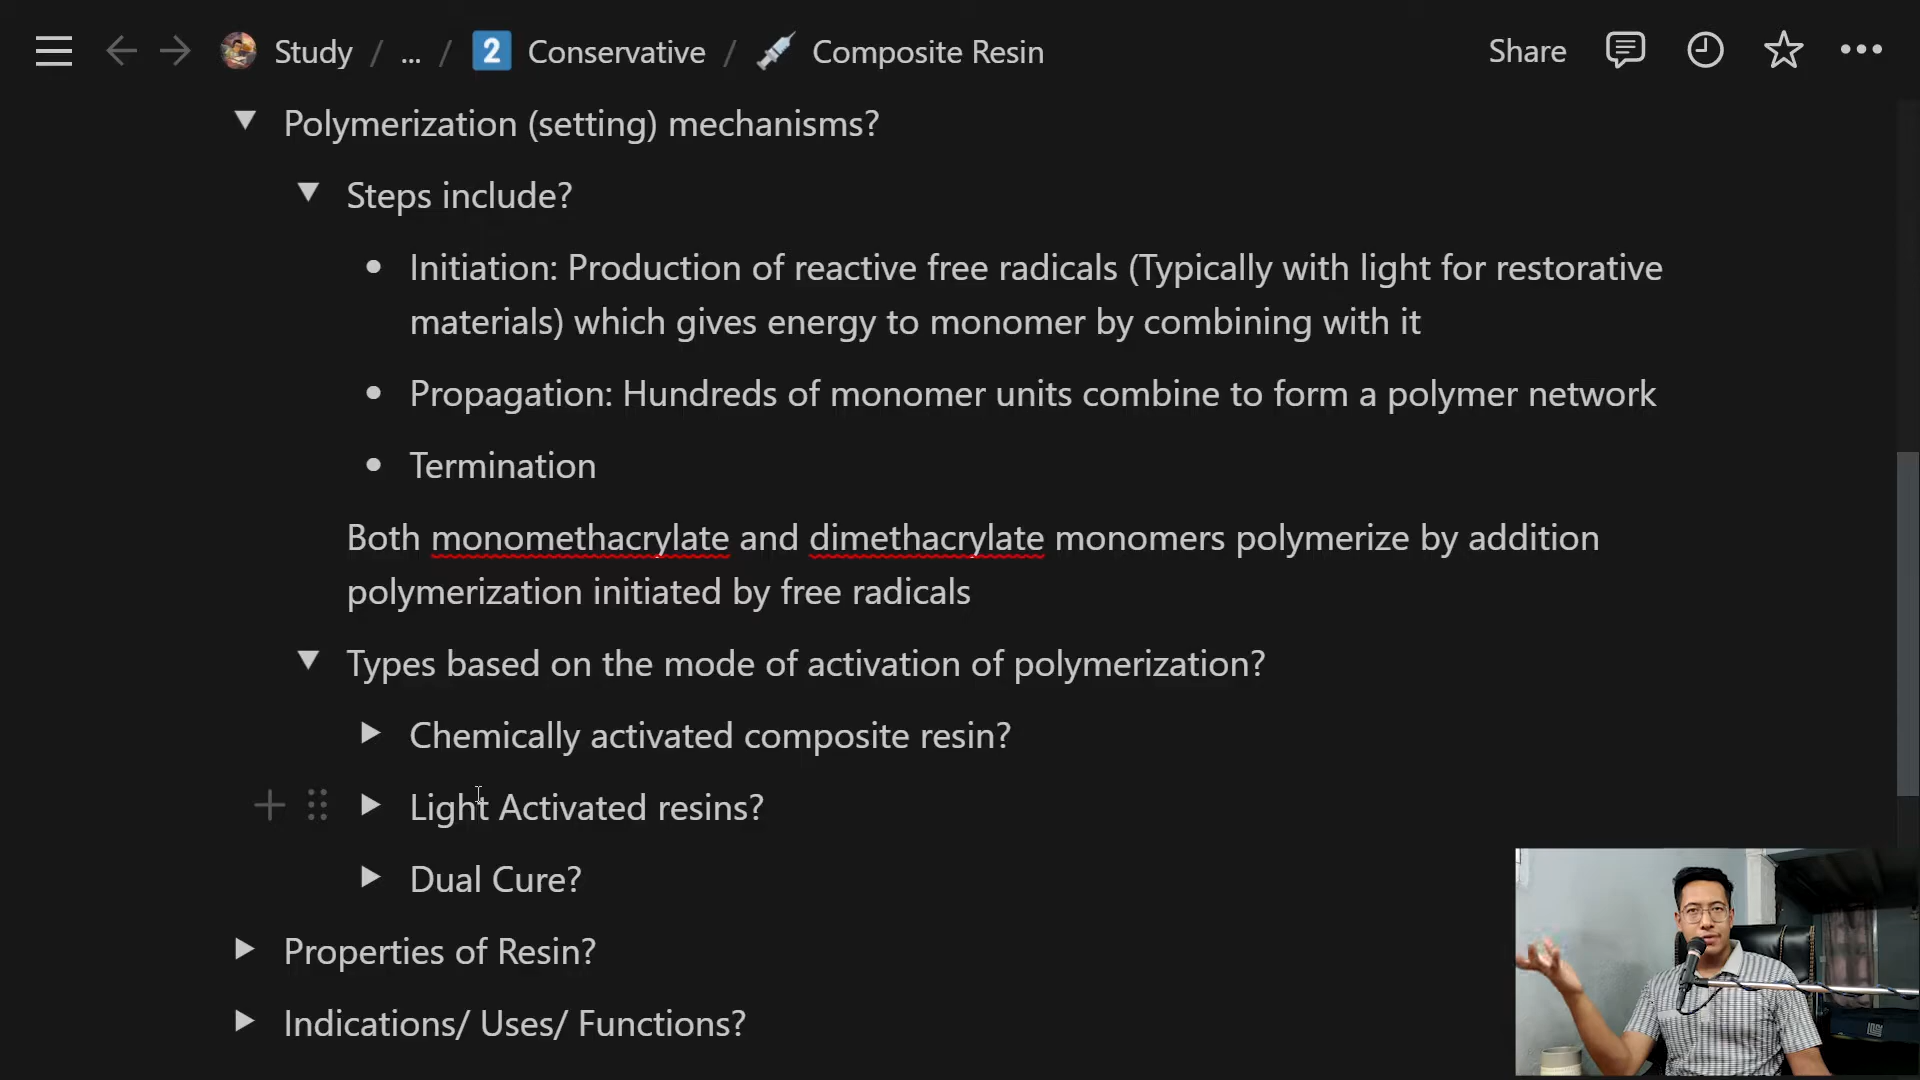 Study / ... / 2 Conservative / Composite Resin Share
Polymerization (setting) mechanisms?
Steps include?
Initiation: Production of reactive free radicals (Typically with light for restorative
materials) which gives energy to monomer by combining with it
Propagation: Hundreds of monomer units combine to form a polymer network
Termination
Both monomethacrylate and dimethacrylate monomers polymerize by addition
polymerization initiated by free radicals
Types based on the mode of activation of polymerization?
Chemically activated composite resin?
Light Activated resins?
Dual Cure?
Properties of Resin?
Indications/ Uses/ Functions?